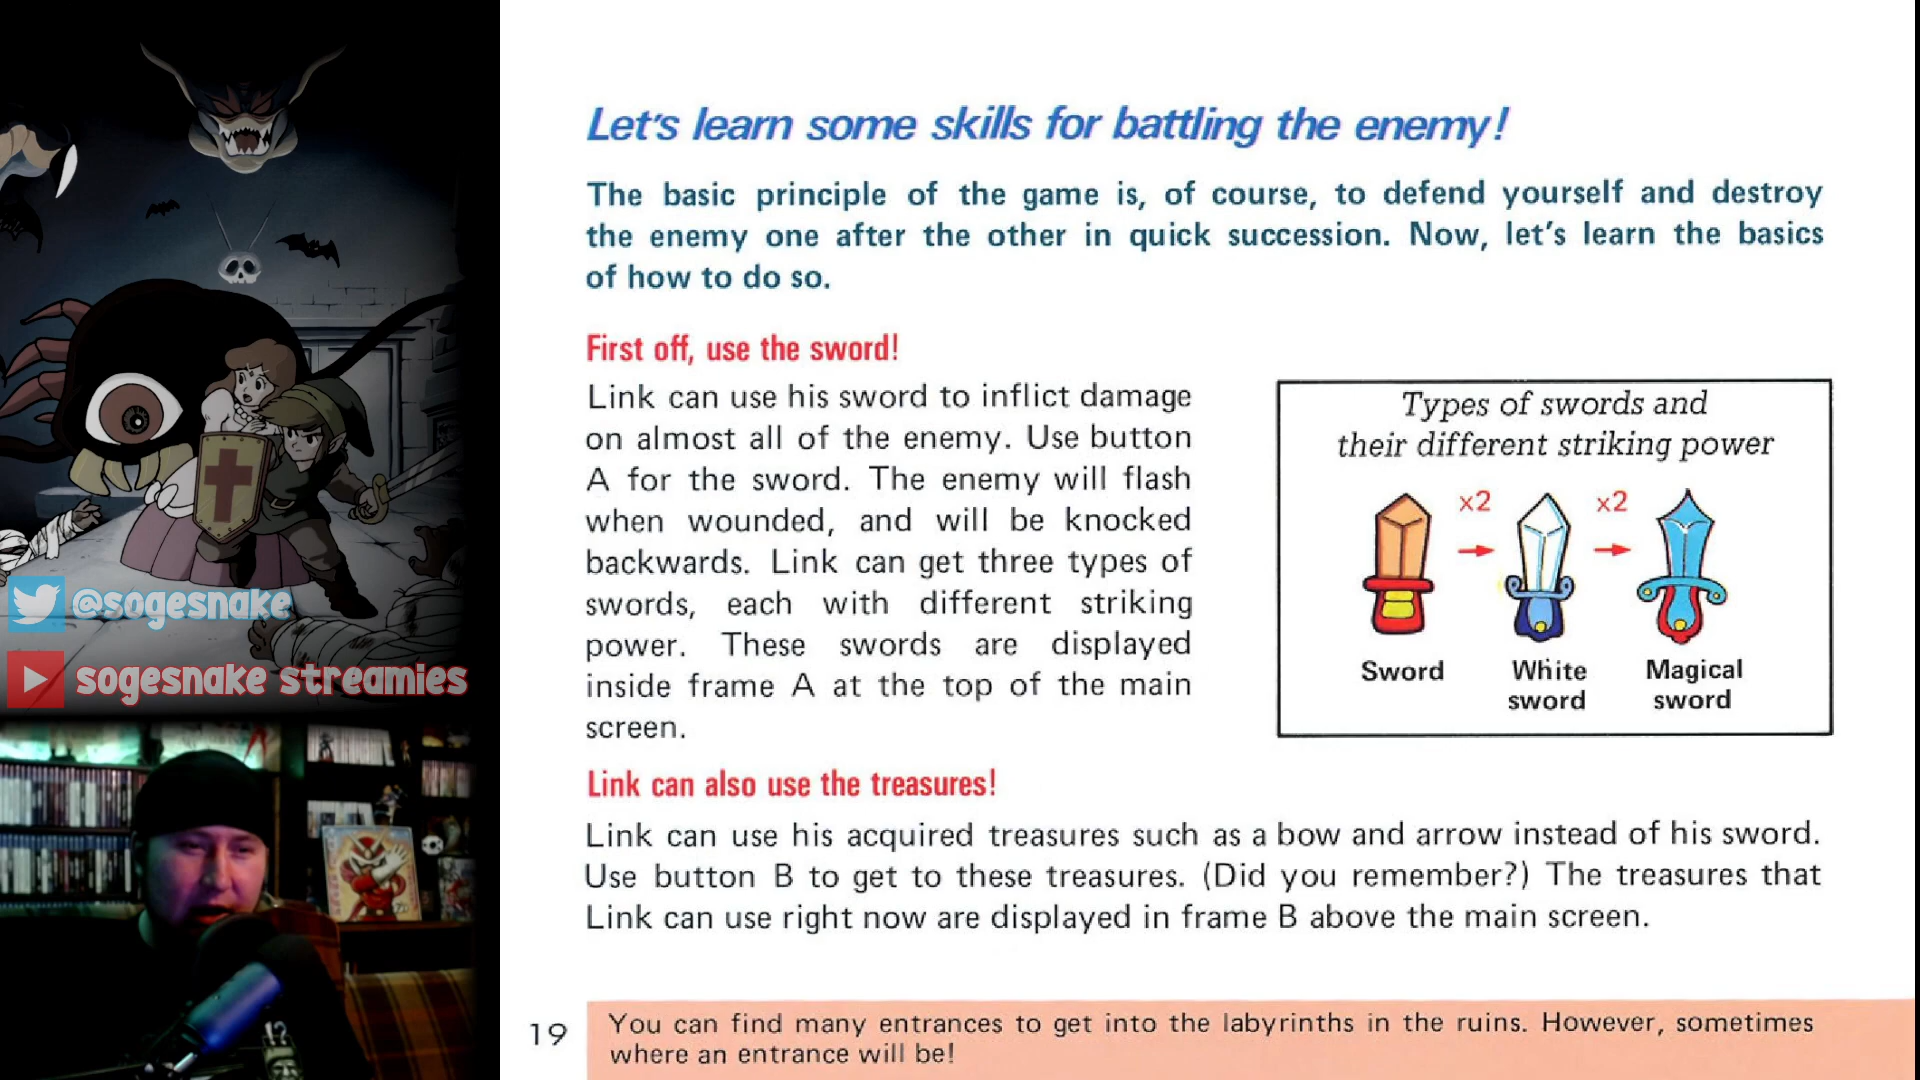 Let's learn some skills for battling the enemy!
The basic principle of the game is, of course, to defend yourself and destroy
the enemy one after the other in quick succession. Now, let's learn the basics
of how to do so.
First off, use the sword!
Link can use his sword to inflict damage
on almost all of the enemy. Use button
A for the sword. The enemy will flash
when wounded, and will be knocked
backwards. Link can get three types of
swords, each with different striking
power. These swords are displayed
inside frame A at the top of the main
screen.
Types of swords and
their different striking power
x2
x2
Sword
White
sword
Magical
sword
Link can also use the treasures!
Link can use his acquired treasures such as a bow and arrow instead of his sword.
Use button B to get to these treasures. (Did you remember?) The treasures that
Link can use right now are displayed in frame B above the main screen.
19
You can find many entrances to get into the labyrinths in the ruins. However, sometimes
where an entrance will be!
@sogesnake
sogesnake streamies